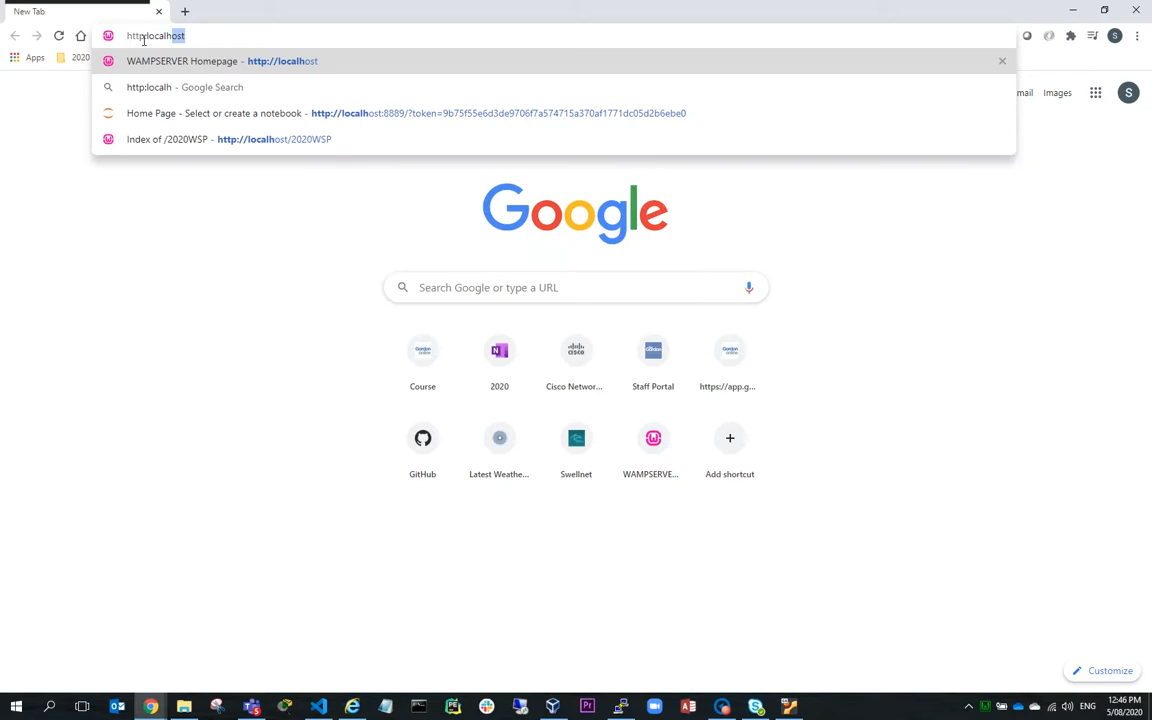 New Tab
http:localhost
Apps
2020
WAMPSERVER Homepage - http://localhost
http:localh - Google Search
Home Page - Select or create a notebook - http://localhost:8889/?token=9b75f55e6d3de9706f7a574715a370af1771dc05d2b6ebe0
Index of /2020WSP - http://localhost/2020WSP
mail
Images
S
S
Google
Search Google or type a URL
Course
2020
Cisco Networ...
Staff Portal
https://app.g...
GitHub
Latest Weathe...
Swellnet
WAMPSERVE...
Add shortcut
Customize
ENG
12:46 PM
5/08/2020